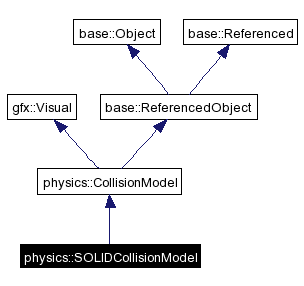 base::Object
base::Referenced
gfx::Visual
base::ReferencedObject
physics::CollisionModel
physics::SOLIDCollisionModel